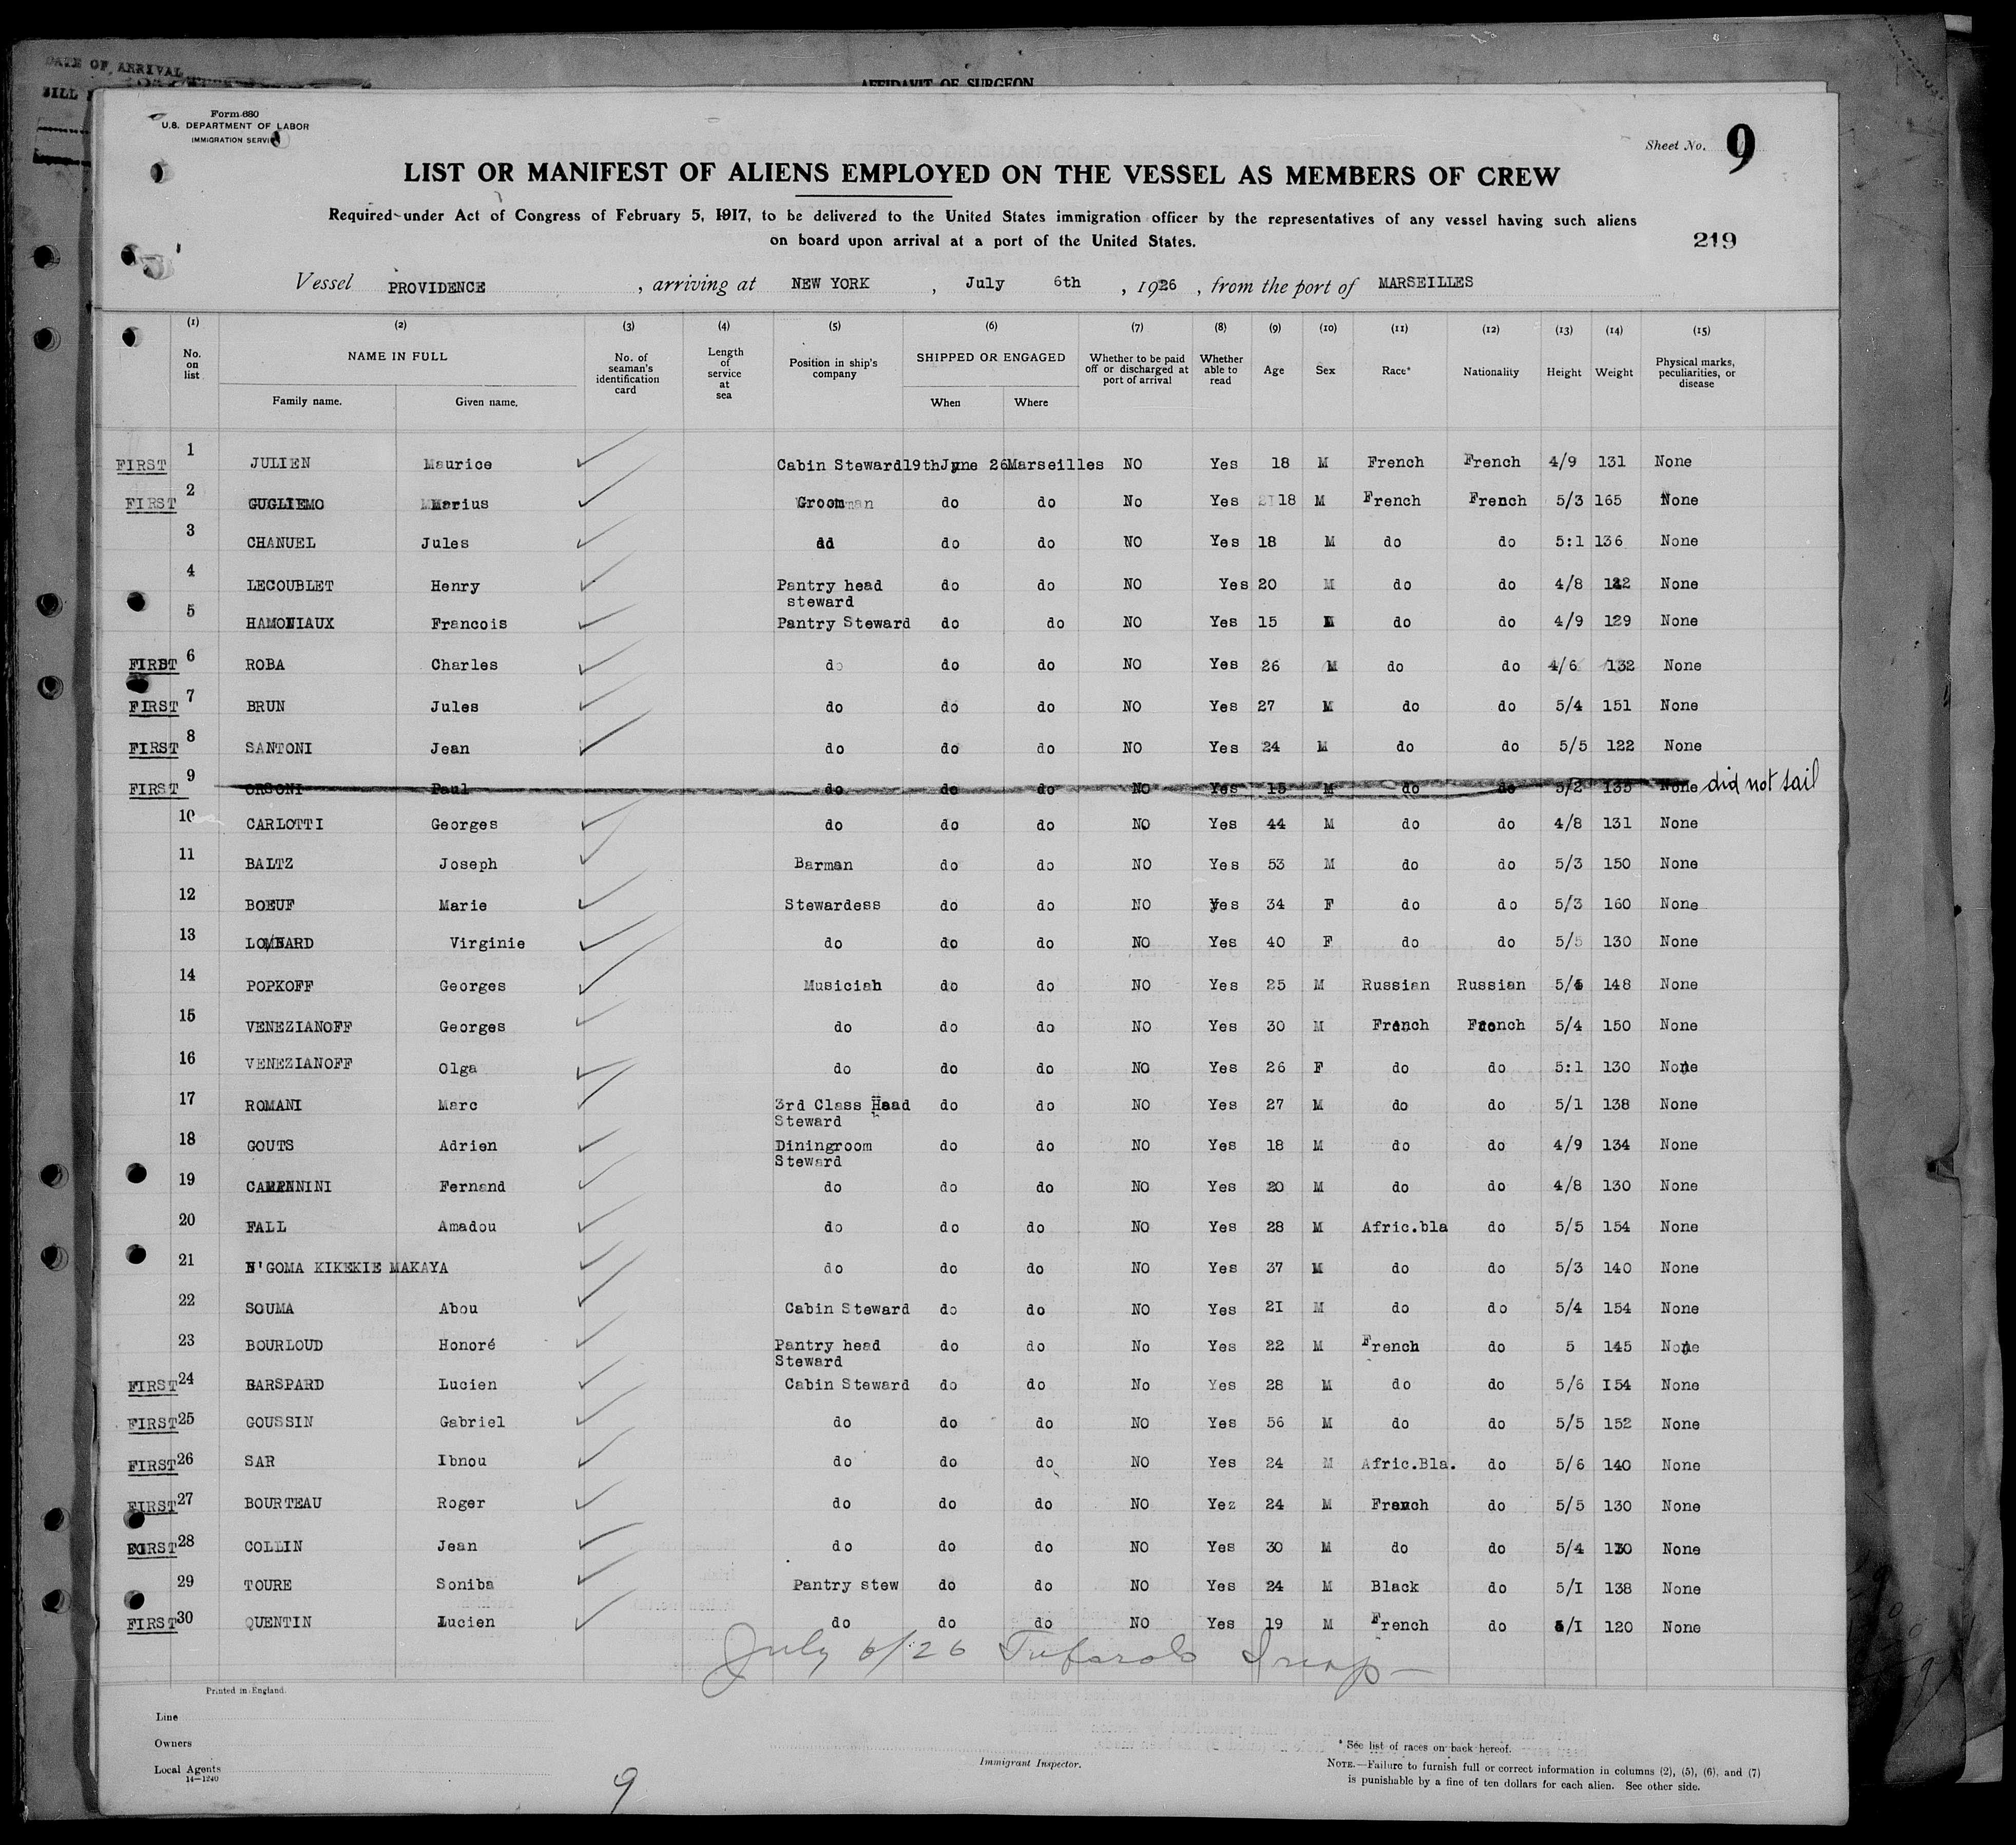 DATE OF ARRIVAL
AFFIDAVIT OF SURGEON
Form 680
U.S. DEPARTMENT OF LABOR
IMMIGRATION SERVICE
Sheet No. 9
LIST OR MANIFEST OF ALIENS EMPLOYED ON THE VESSEL AS MEMBERS OF CREW
Required under Act of Congress of February 5, 1917, to be delivered to the United States immigration officer by the representatives of any vessel having such aliens
on board upon arrival at a port of the United States.
219
Vessel PROVIDENCE , arriving at NEW YORK , July 6th , 1926 , from the port of MARSEILLES
(1) (2) (3) (4) (5) (6) (7) (8) (9) (10) (11) (12) (13) (14) (15)
No. on list NAME IN FULL Family name. Given name. No. of seaman's identification card Length of service at sea Position in ship's company SHIPPED OR ENGAGED When Where Whether to be paid off or discharged at port of arrival Whether able to read Age Sex Race* Nationality Height Weight Physical marks, peculiarities, or disease
FIRST 1 JULIEN Maurice Cabin Steward 19th June 26 Marseilles NO Yes 18 M French French 4/9 131 None
FIRST 2 GUGLIEMO Marius Groom do do No Yes 18 M French French 5/3 165 None
3 CHANUEL Jules dd do do NO Yes 18 M do do 5:1 136 None
4 LECOUBLET Henry Pantry head steward do do NO Yes 20 M do do 4/8 122 None
5 HAMONIAUX Francois Pantry Steward do do NO Yes 15 M do do 4/9 129 None
FIRST 6 ROBA Charles do do do NO Yes 26 M do do 4/6 132 None
FIRST 7 BRUN Jules do do do NO Yes 27 M do do 5/4 151 None
FIRST 8 SANTONI Jean do do do NO Yes 24 M do do 5/5 122 None
FIRST 9 ORSONI Paul do do do NO Yes 15 M do do 5/2 135 None did not sail
10 CARLOTTI Georges do do do NO Yes 44 M do do 4/8 131 None
11 BALTZ Joseph Barman do do NO Yes 53 M do do 5/3 150 None
12 BOEUF Marie Stewardess do do NO Yes 34 F do do 5/3 160 None
13 Virginie do do do NO Yes 40 F do do 5/5 130 None
14 POPKOFF Georges Musicien do do NO Yes 25 M Russian Russian 148 None
15 VENEZIANOFF Georges do do do NO Yes 30 M French French 5/4 150 None
16 VENEZIANOFF Olga do do do NO Yes 26 F do do 5:1 130 None
17 ROMANI Marc 3rd Class Head Steward do do NO Yes 27 M do do 5/1 138 None
18 GOUTS Adrien Diningroom Steward do do NO Yes 18 M do do 4/9 134 None
19 Fernand do do do NO Yes 20 M do do 4/8 130 None
20 FALL Amadou do do do NO Yes 28 M Afric.bla do 5/5 154 None
21 N'GOMA KIKEKIE MAKAYA do do do NO Yes 37 M do do 5/3 140 None
22 SOUMA Abou Cabin Steward do do NO Yes 21 M do do 5/4 154 None
23 BOURLOUD Honoré Pantry head Steward do do No Yes 22 M French do 5 145 None
FIRST 24 Lucien Cabin Steward do do No Yes 28 M do do 5/6 I54 None
FIRST 25 GOUSSIN Gabriel do do do NO Yes 56 M do do 5/5 152 None
FIRST 26 SAR Ibnou do do do NO Yes 24 M Afric.Bla. do 5/6 140 None
FIRST 27 BOURTEAU Roger do do do NO Yez 24 M French do 5/5 130 None
FIRST 28 COLLIN Jean do do do NO Yes 30 M do do 5/4 None
29 TOURE Soniba Pantry stew do do NO Yes 24 M Black do 5/I 138 None
FIRST 30 QUENTIN Lucien do do do NO Yes 19 M French do 120 None
July 6/26 Insp
Printed in England.
Line
Owners
Local Agents
14—1240
9
Immigrant Inspector.
* See list of races on back hereof.
NOTE.—Failure to furnish full or correct information in columns (2), (5), (6), and (7)
is punishable by a fine of ten dollars for each alien. See other side.